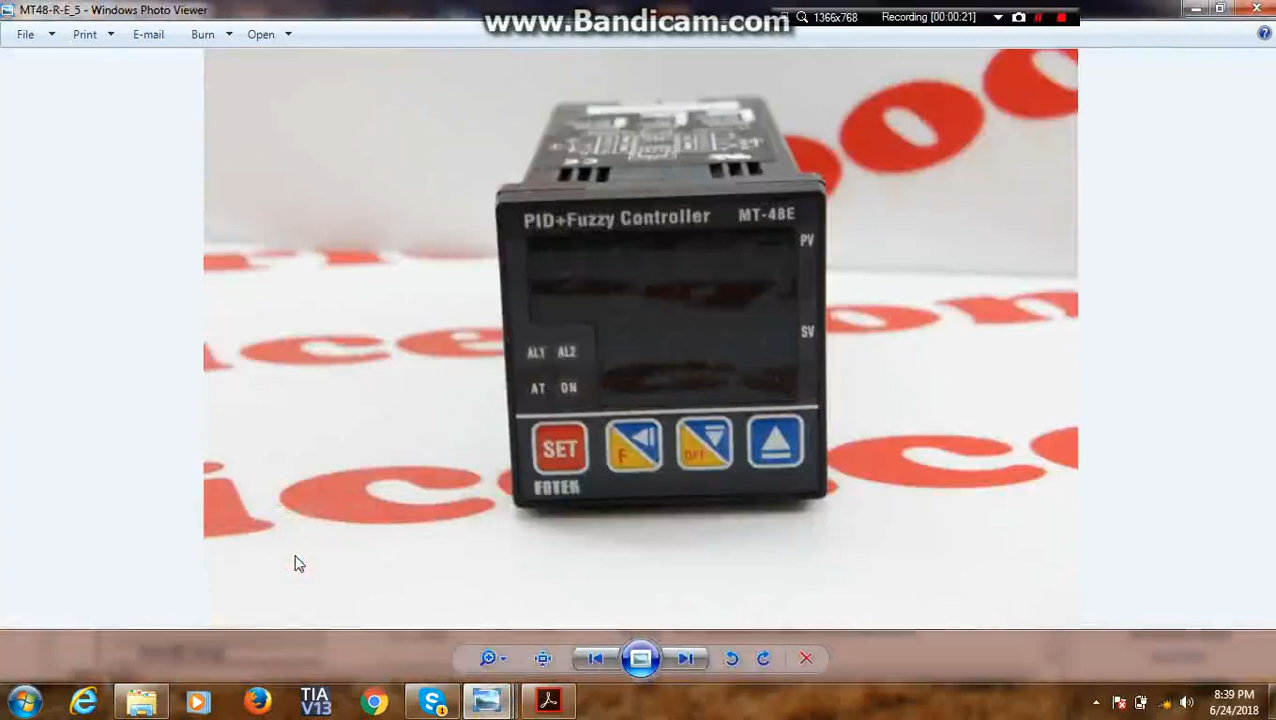 MT48-R-E_5 - Windows Photo Viewer
www.Bandicam.com
1366x768
Recording [00:00:21]
File
Print
E-mail
Burn
Open
PID+Fuzzy Controller MT-48E
PV
SV
AL1 AL2
AT ON
SET
F
OFF
FOTEK
TIA
V13
8:39 PM
6/24/2018